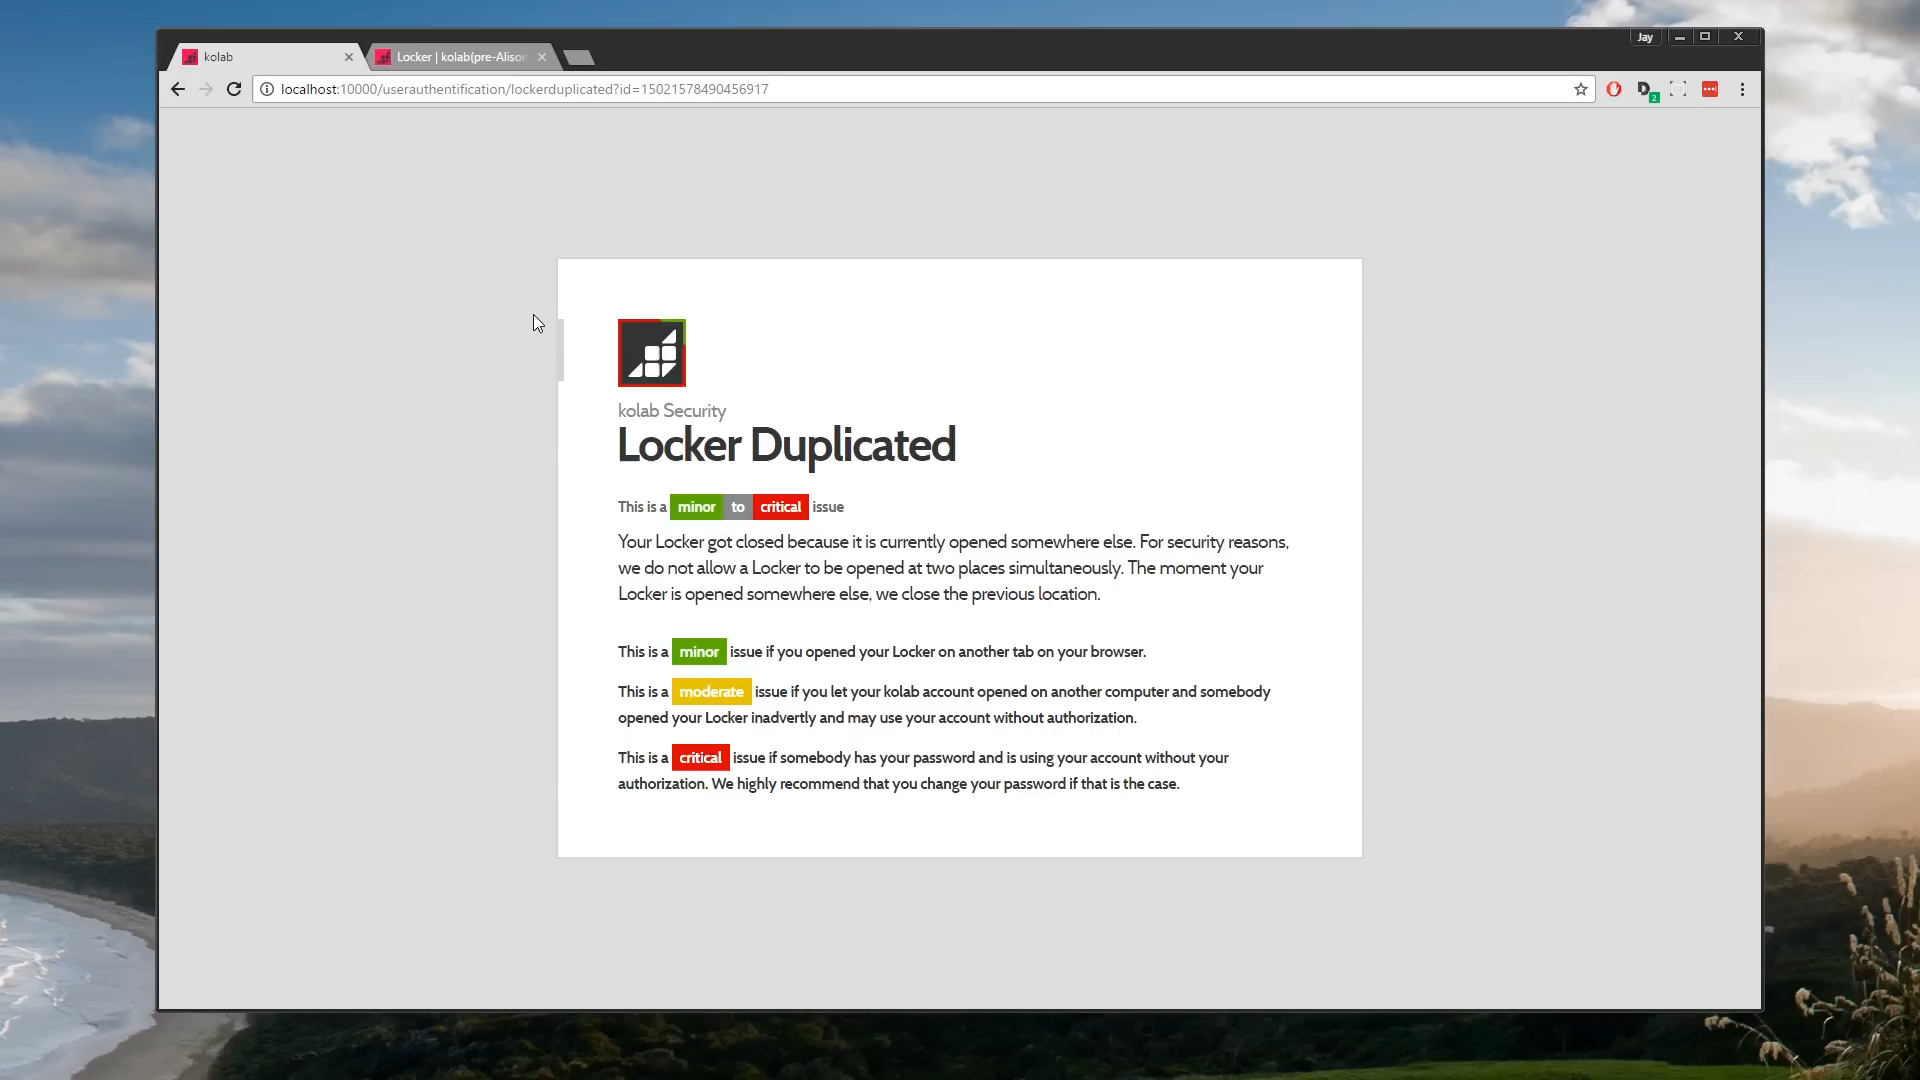 Jay
kolab
Locker | kolab(pre-Alison
localhost:10000/userauthentification/lockerduplicated?id=15021578490456917
D
2
kolab Security
Locker Duplicated
This is a minor to critical issue
Your Locker got closed because it is currently opened somewhere else. For security reasons,
we do not allow a Locker to be opened at two places simultaneously. The moment your
Locker is opened somewhere else, we close the previous location.
This is a minor issue if you opened your Locker on another tab on your browser.
This is a moderate issue if you let your kolab account opened on another computer and somebody
opened your Locker inadvertly and may use your account without authorization.
This is a critical issue if somebody has your password and is using your account without your
authorization. We highly recommend that you change your password if that is the case.